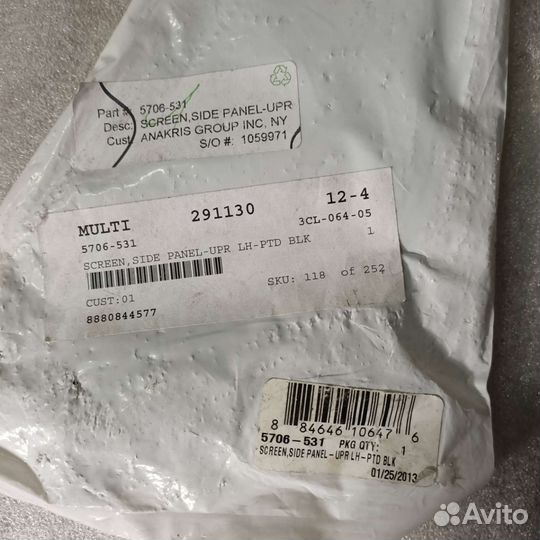 Part #: 5706-531
Desc: SCREEN,SIDE PANEL-UPR
Cust: ANAKRIS GROUP INC, NY
S/O #: 1059971
MULTI 291130 12-4
5706-531 3CL-064-05
SCREEN,SIDE PANEL-UPR LH-PTD BLK 1
SKU: 118 of 252
CUST:01
8880844577
8 84646 10647 6
5706-531 PKG QTY: 1
SCREEN,SIDE PANEL-UPR LH-PTD BLK
01/25/2013
Avito